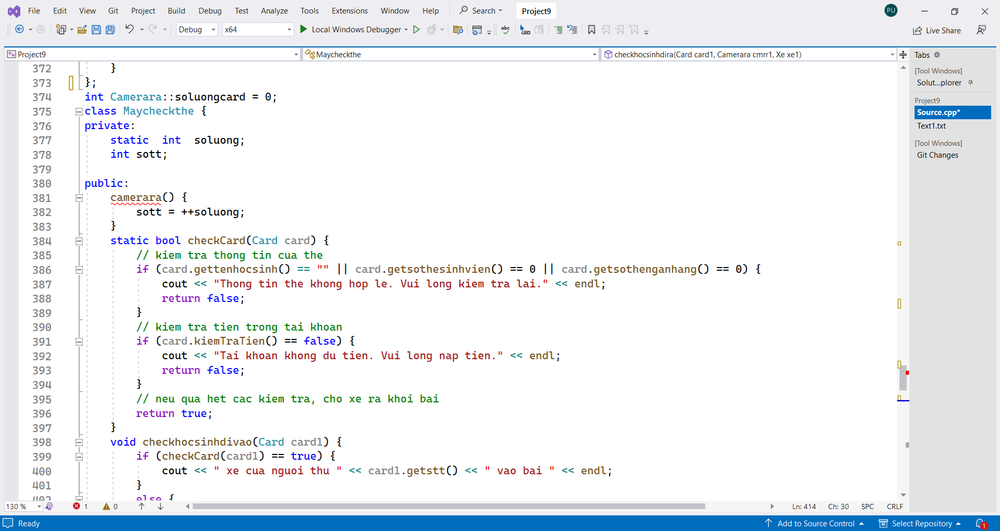 File Edit View Git Project Build Debug Test Analyze Tools Extensions Window Help Search Project9 PU
Debug x64 Local Windows Debugger Live Share
Project9 Maycheckthe checkhocsinhdira(Card card1, Camerara cmrr1, Xe xe1) Tabs
[Tool Windows]
Solut...plorer
Project9
Source.cpp*
Text1.txt
[Tool Windows]
Git Changes
372 }
373 };
374 int Camerara::soluongcard = 0;
375 class Maycheckthe {
376 private:
377 static int soluong;
378 int sott;
379
380 public:
381 camerara() {
382 sott = ++soluong;
383 }
384 static bool checkCard(Card card) {
385 // kiem tra thong tin cua the
386 if (card.gettenhocsinh() == "" || card.getsothesinhvien() == 0 || card.getsothenganhang() == 0) {
387 cout << "Thong tin the khong hop le. Vui long kiem tra lai." << endl;
388 return false;
389 }
390 // kiem tra tien trong tai khoan
391 if (card.kiemTraTien() == false) {
392 cout << "Tai khoan khong du tien. Vui long nap tien." << endl;
393 return false;
394 }
395 // neu qua het cac kiem tra, cho xe ra khoi bai
396 return true;
397 }
398 void checkhocsinhdivao(Card card1) {
399 if (checkCard(card1) == true) {
400 cout << " xe cua nguoi thu " << card1.getstt() << " vao bai " << endl;
401 }
402 else {
130 % 1 0 Ln: 414 Ch: 30 SPC CRLF
Ready Add to Source Control Select Repository 1